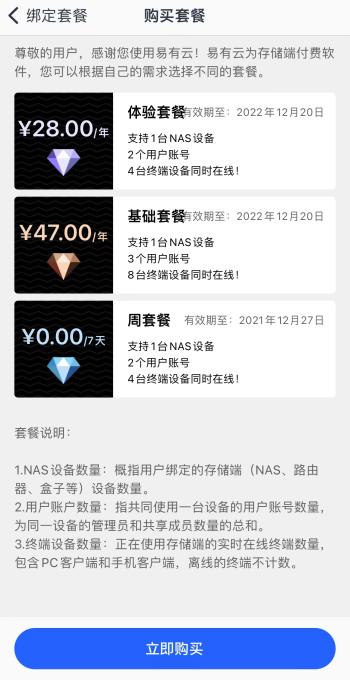 绑定套餐 购买套餐
尊敬的用户，感谢您使用易有云！易有云为存储端付费软
件，您可以根据自己的需求选择不同的套餐。
¥28.00/年
体验套餐 有效期至：2022年12月20日
支持1台NAS设备
2个用户账号
4台终端设备同时在线！
¥47.00/年
基础套餐 有效期至：2022年12月20日
支持1台NAS设备
3个用户账号
8台终端设备同时在线！
¥0.00/7天
周套餐 有效期至：2021年12月27日
支持1台NAS设备
2个用户账号
4台终端设备同时在线！
套餐说明：
1.NAS设备数量：概指用户绑定的存储端（NAS、路由
器、盒子等）设备数量。
2.用户账户数量：指共同使用一台设备的用户账号数量，
为同一设备的管理员和共享成员数量的总和。
3.终端设备数量：正在使用存储端的实时在线终端数量，
包含PC客户端和手机客户端，离线的终端不计数。
立即购买